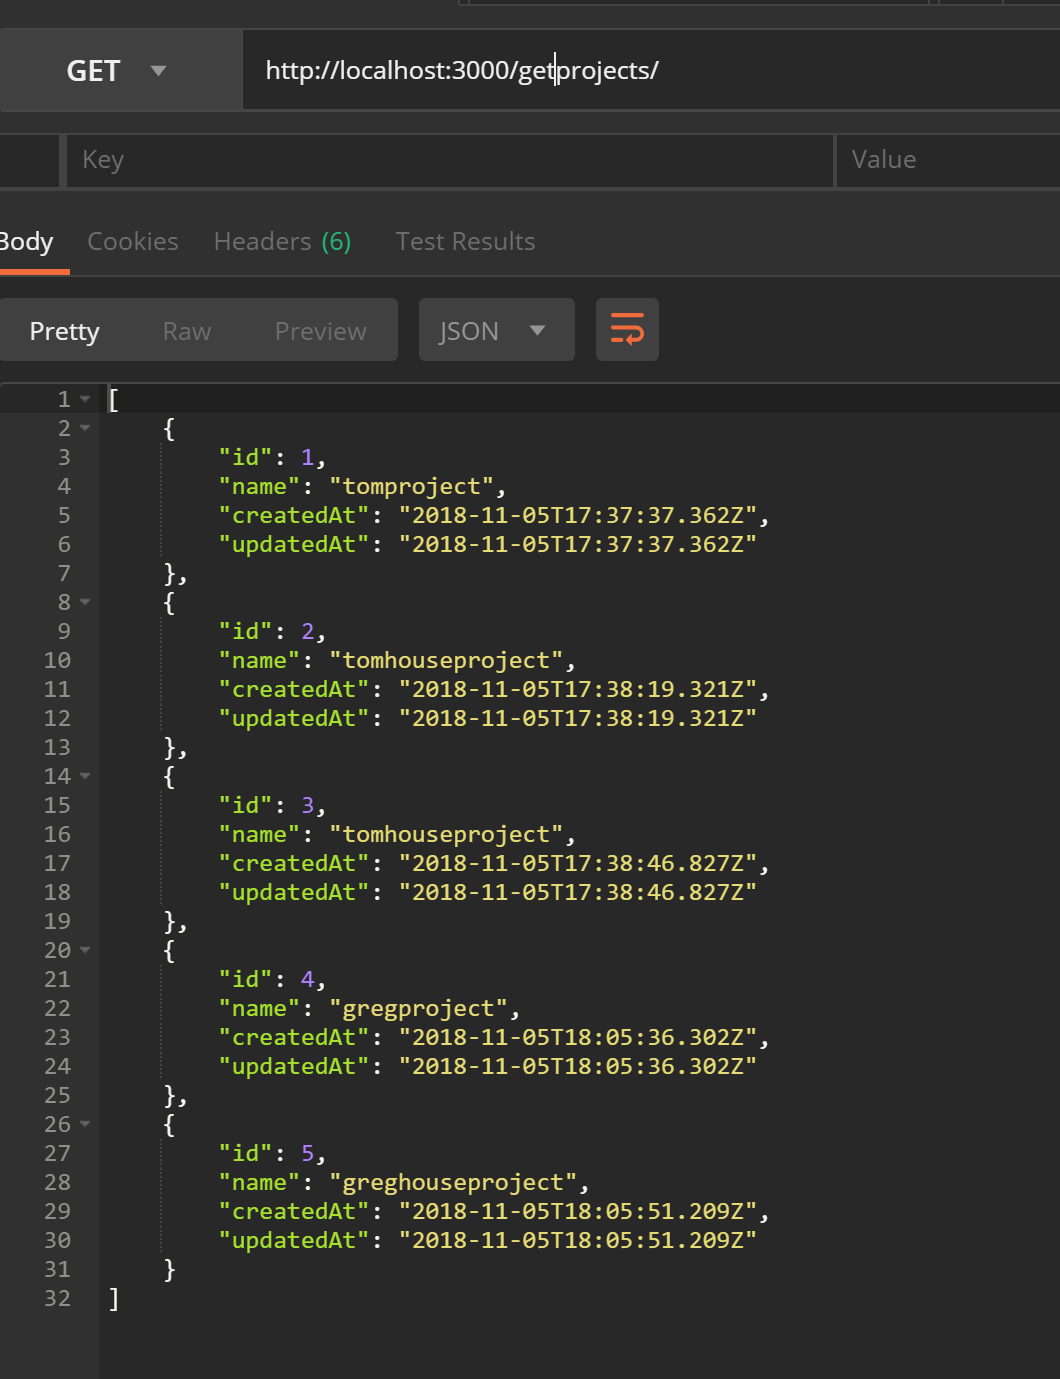 GET http://localhost:3000/getprojects/
Key Value
Body Cookies Headers (6) Test Results
Pretty Raw Preview JSON
1 [
2 {
3 "id": 1,
4 "name": "tomproject",
5 "createdAt": "2018-11-05T17:37:37.362Z",
6 "updatedAt": "2018-11-05T17:37:37.362Z"
7 },
8 {
9 "id": 2,
10 "name": "tomhouseproject",
11 "createdAt": "2018-11-05T17:38:19.321Z",
12 "updatedAt": "2018-11-05T17:38:19.321Z"
13 },
14 {
15 "id": 3,
16 "name": "tomhouseproject",
17 "createdAt": "2018-11-05T17:38:46.827Z",
18 "updatedAt": "2018-11-05T17:38:46.827Z"
19 },
20 {
21 "id": 4,
22 "name": "gregproject",
23 "createdAt": "2018-11-05T18:05:36.302Z",
24 "updatedAt": "2018-11-05T18:05:36.302Z"
25 },
26 {
27 "id": 5,
28 "name": "greghouseproject",
29 "createdAt": "2018-11-05T18:05:51.209Z",
30 "updatedAt": "2018-11-05T18:05:51.209Z"
31 }
32 ]